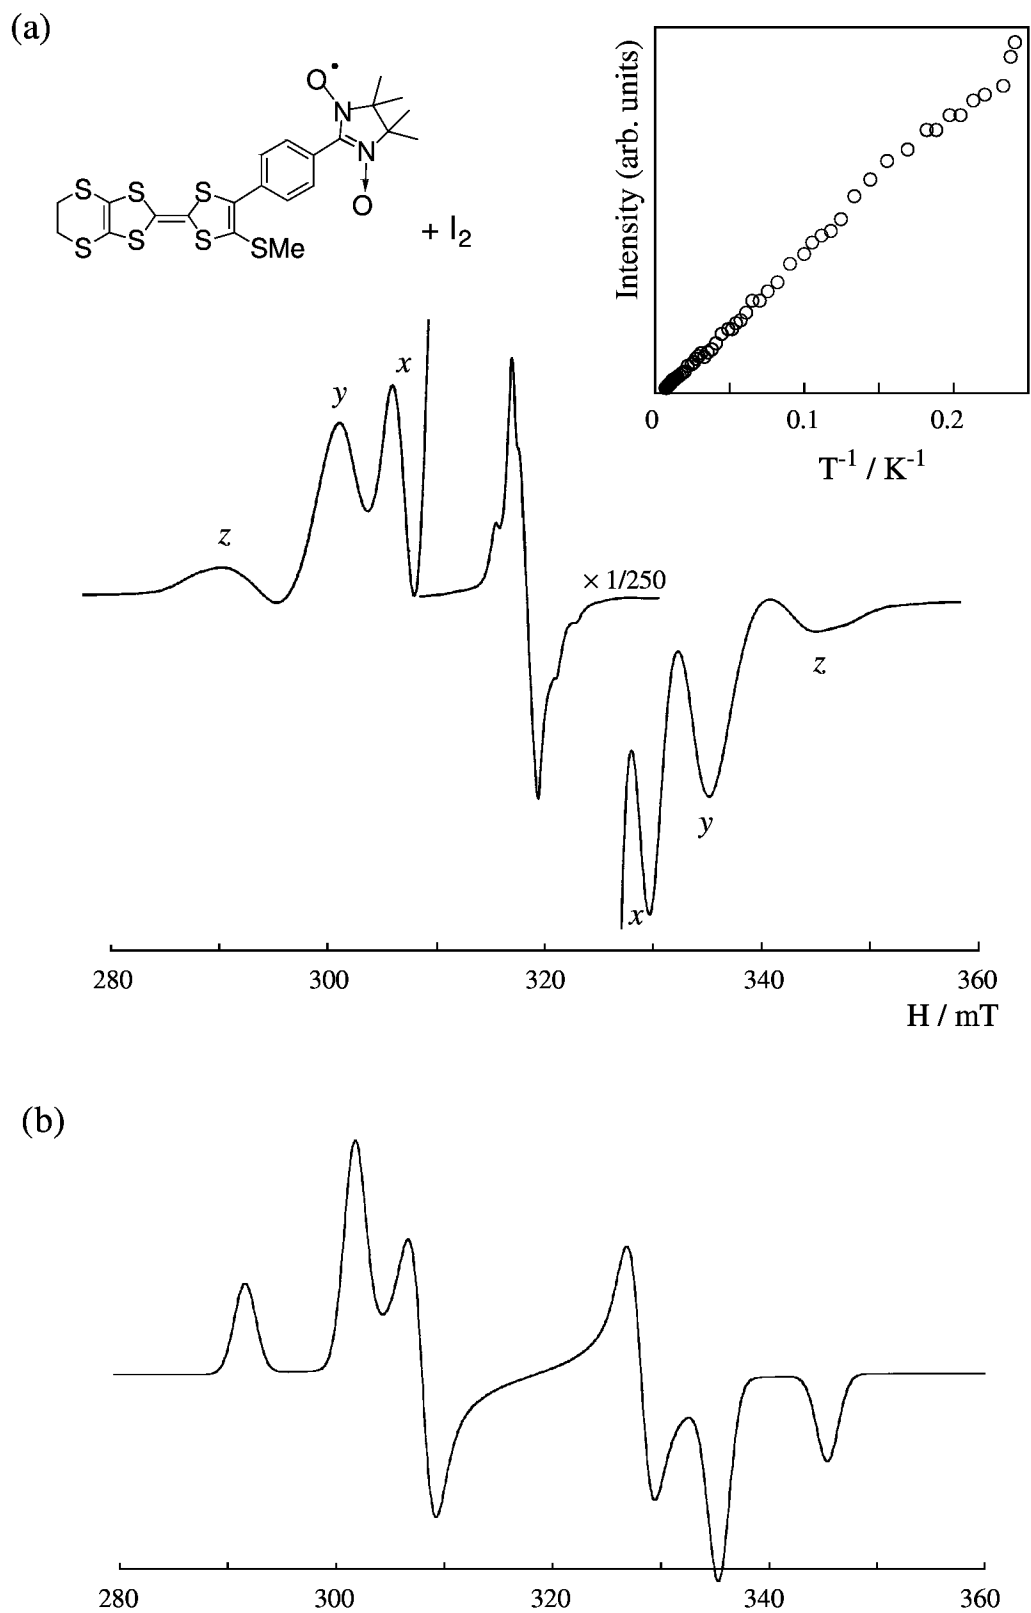 (a)
O•
N
N
O
S
S
S
S
S
S
SMe
+ I₂
Intensity (arb. units)
0
0.1
0.2
T⁻¹ / K⁻¹
z
y
x
× 1/250
x
y
z
280
300
320
340
360
H / mT
(b)
280
300
320
340
360